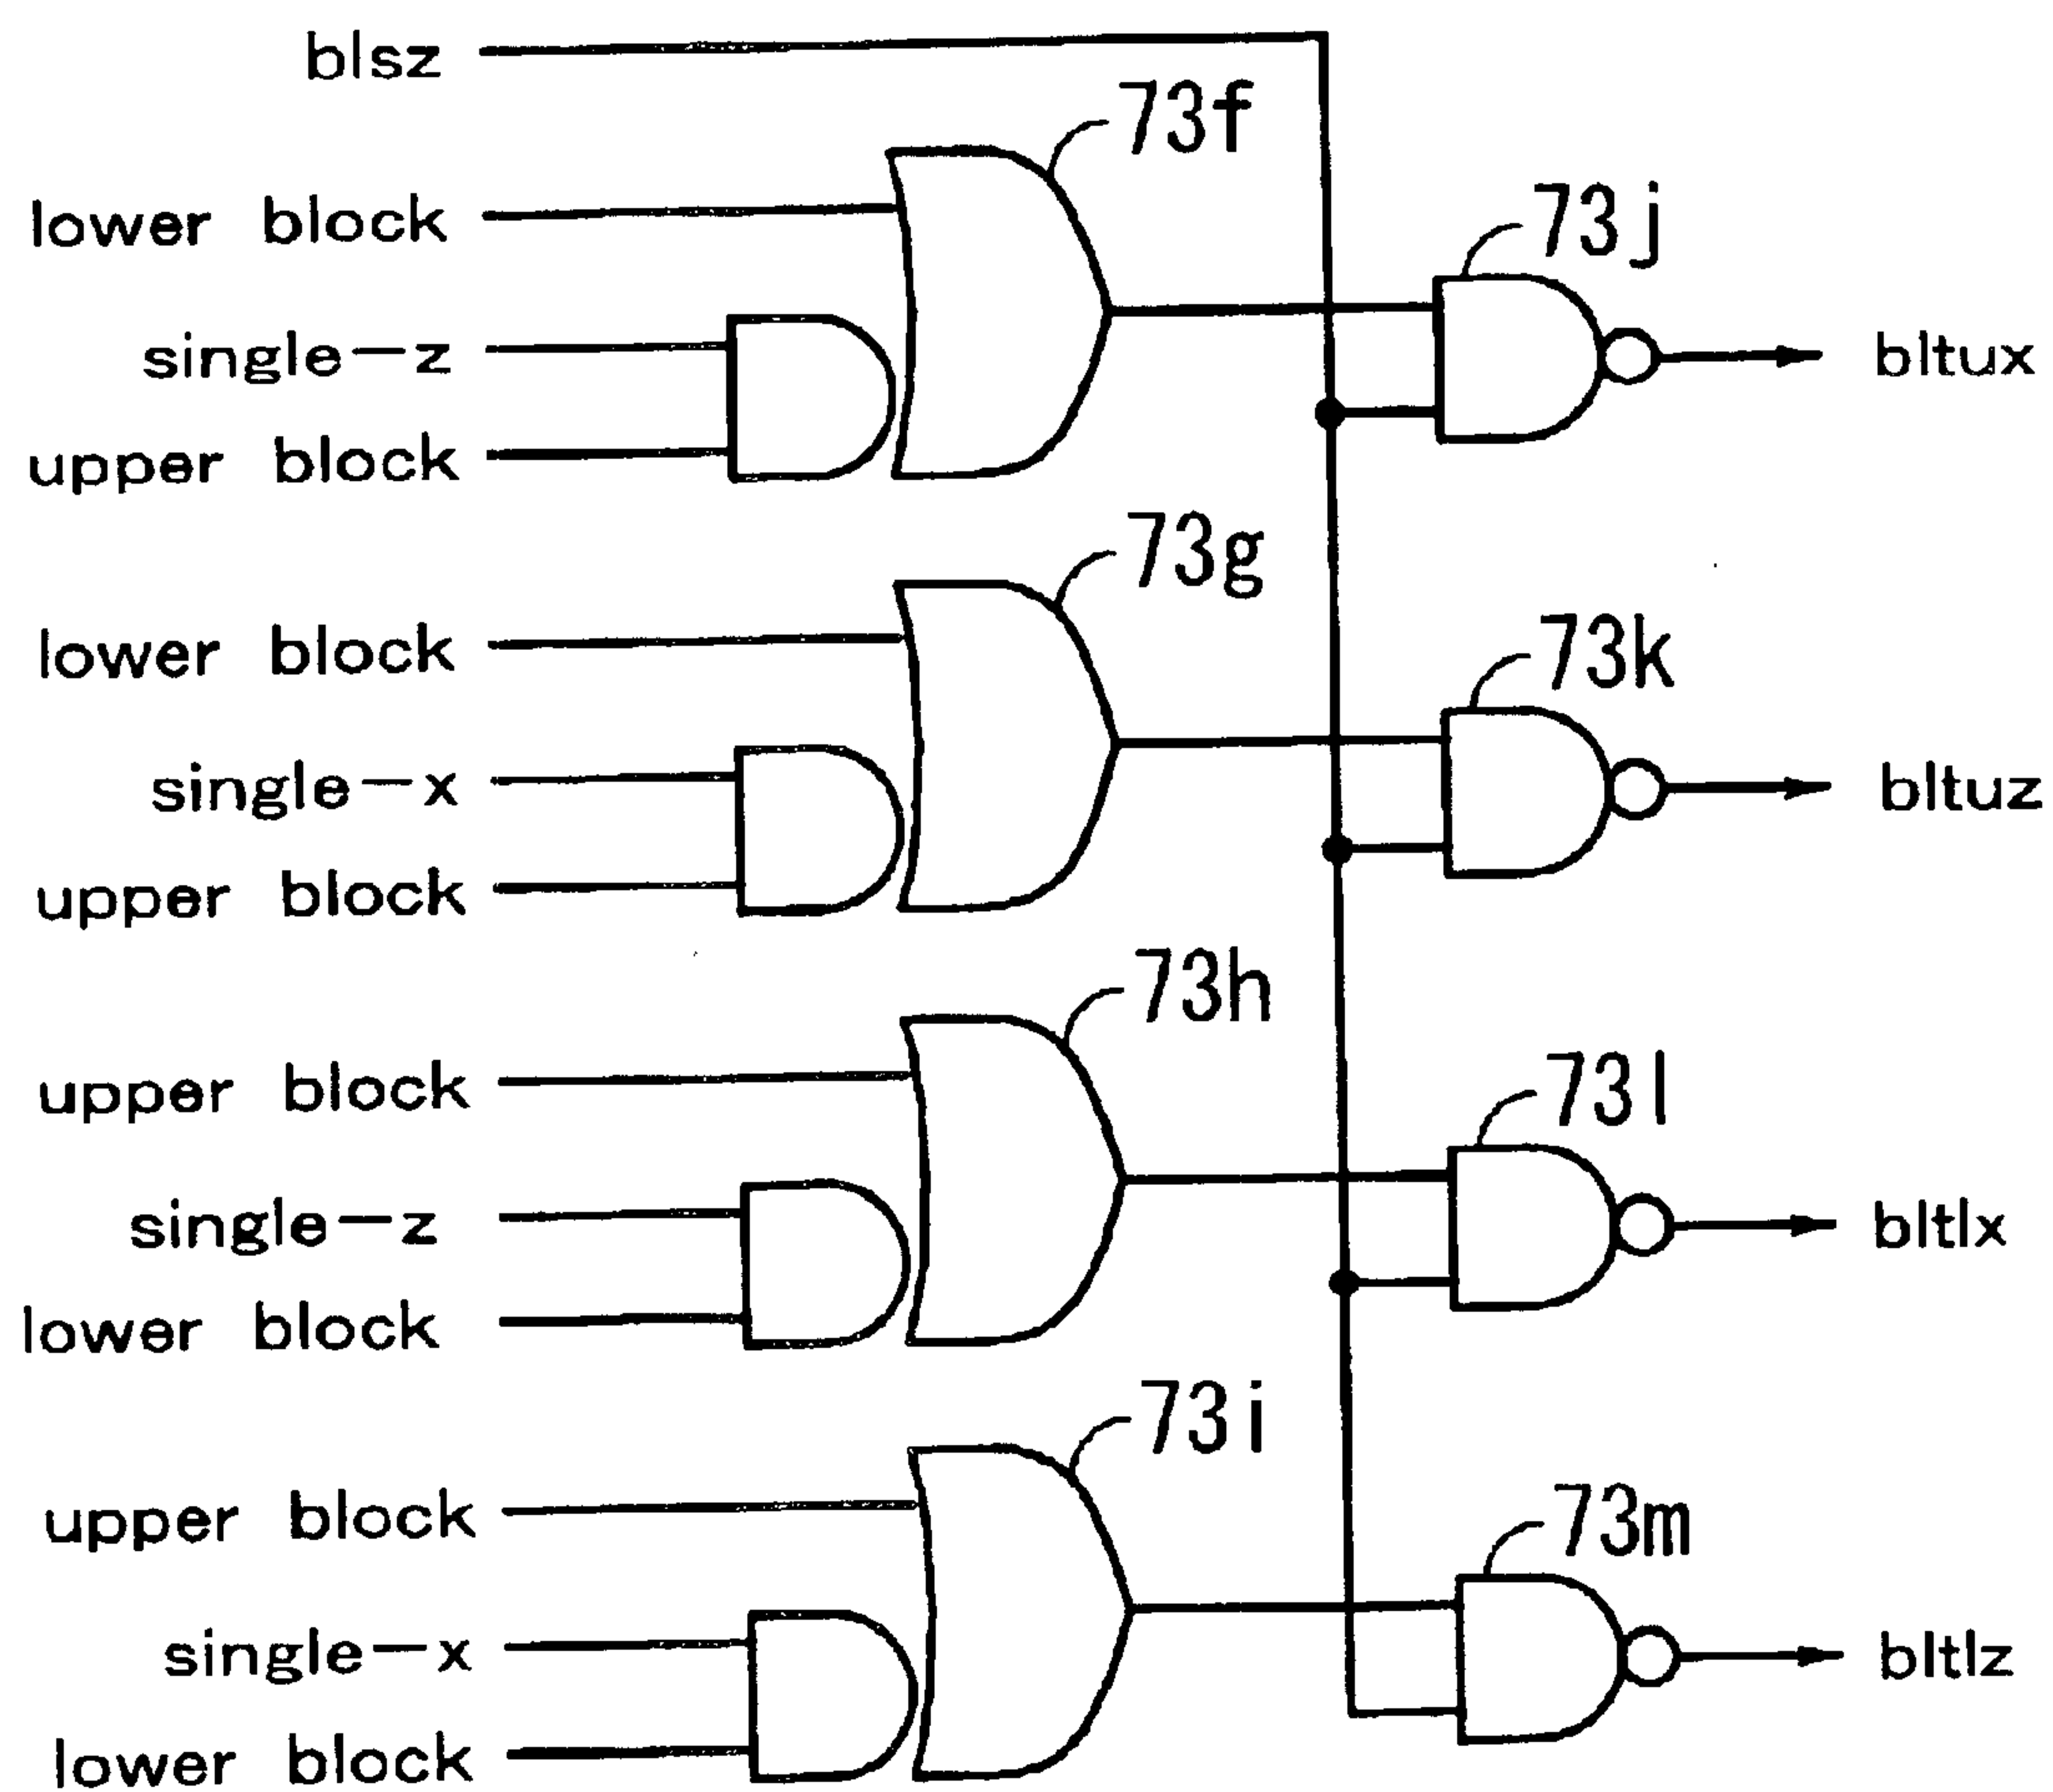 blsz
73f
lower block
73j
single-z
bltux
upper block
73g
lower block
73k
single-x
bltuz
upper block
73h
upper block
73l
single-z
bltlx
lower block
73i
upper block
73m
single-x
bltlz
lower block